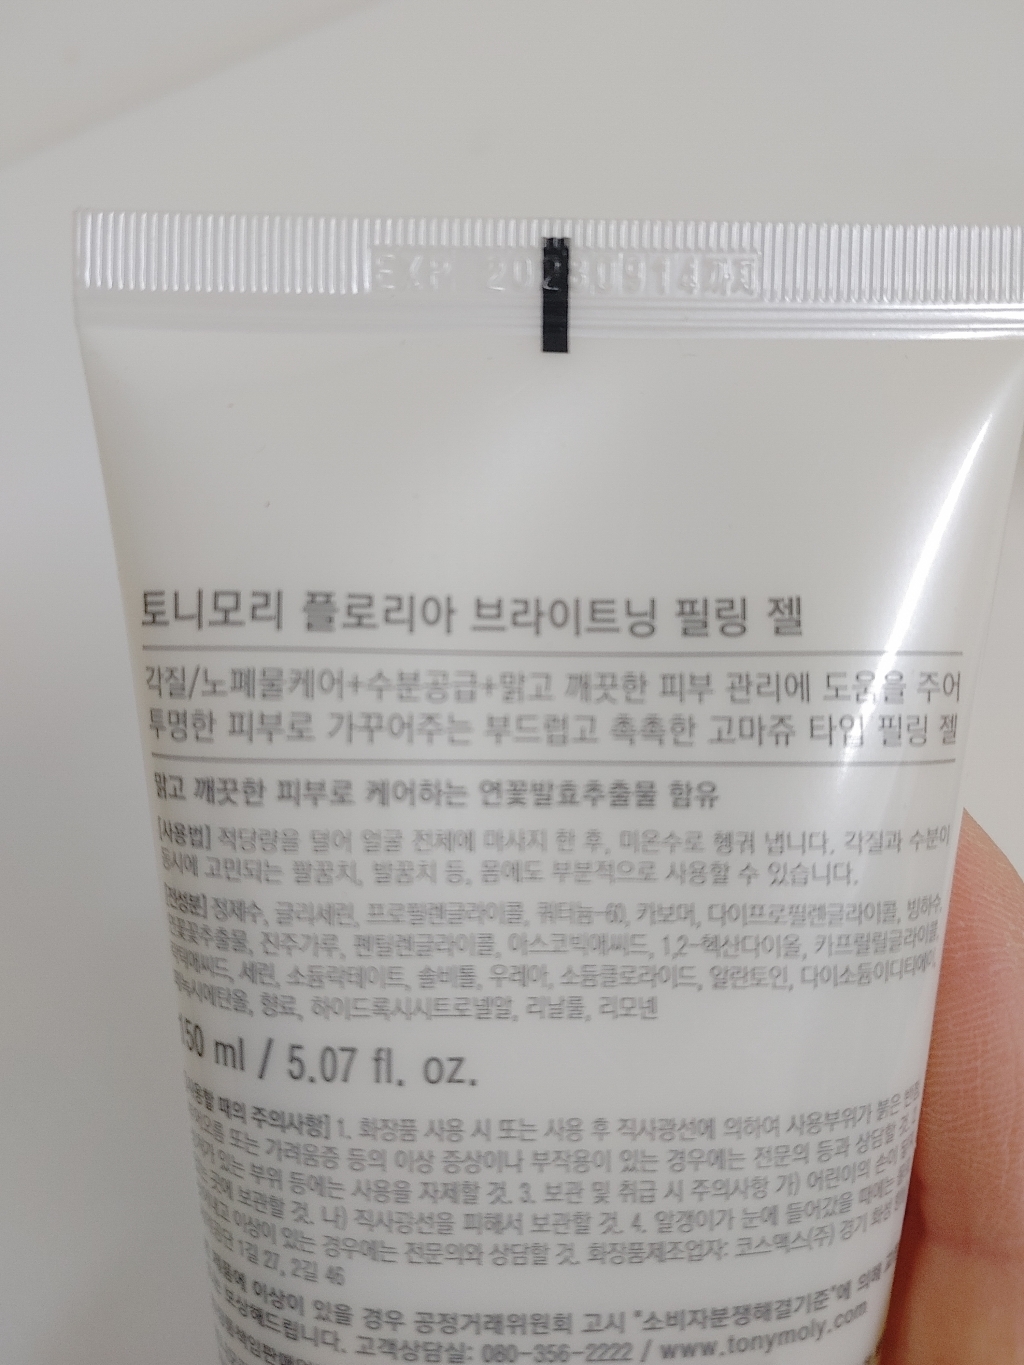 토니모리 플로리아 브라이트닝 필링 젤
각질/노폐물케어+수분공급+맑고 깨끗한 피부 관리에 도움을 주어
투명한 피부로 가꾸어주는 부드럽고 촉촉한 고마쥬 타입 필링 젤
맑고 깨끗한 피부로 케어하는 연꽃발효추출물 함유
[사용법] 적당량을 덜어 얼굴 전체에 마사지 한 후, 미온수로 헹궈 냅니다. 각질과 수분이
동시에 고민되는 팔꿈치, 발꿈치 등, 몸에도 부분적으로 사용할 수 있습니다.
[전성분] 정제수, 글리세린, 프로필렌글라이콜, 쿼터늄-60, 카보머, 다이프로필렌글라이콜, 빙하수,
연꽃꽃추출물, 진주가루, 펜틸렌글라이콜, 아스코빅애씨드, 1,2-헥산다이올, 카프릴릴글라이콜,
락틱애씨드, 세린, 소듐락테이트, 솔비톨, 우레아, 소듐클로라이드, 알란토인, 다이소듐이디티에이,
페녹시에탄올, 향료, 하이드록시시트로넬알, 리날룰, 리모넨
150 ml / 5.07 fl. oz.
[사용할 때의 주의사항] 1. 화장품 사용 시 또는 사용 후 직사광선에 의하여 사용부위가 붉은
또는 가려움증 등의 이상 증상이나 부작용이 있는 경우에는 전문의 등과 상담할 것.
있는 부위 등에는 사용을 자제할 것. 3. 보관 및 취급 시 주의사항 가) 어린이의 손이
곳에 보관할 것. 나) 직사광선을 피해서 보관할 것. 4. 알갱이가 눈에 들어갔을 때에는
이상이 있는 경우에는 전문의와 상담할 것. 화장품제조업자: 코스맥스(주) 경기 화성
1길 27, 2길 46
제품에 이상이 있을 경우 공정거래위원회 고시 "소비자분쟁해결기준"에 의해
보상해드립니다. 고객상담실: 080-356-2222 / www.tonymoly.com